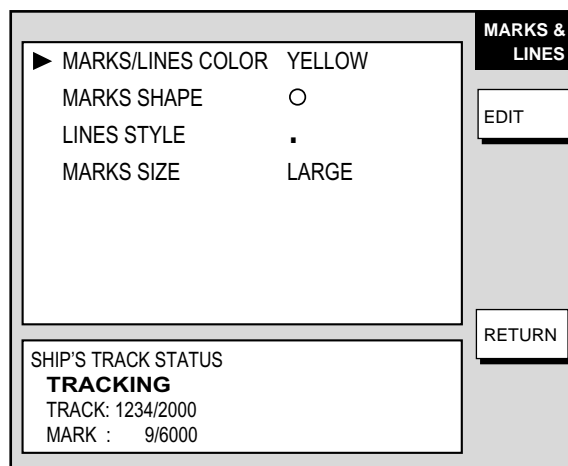 MARKS &
LINES
▶ MARKS/LINES COLOR YELLOW
MARKS SHAPE ○
LINES STYLE .
MARKS SIZE LARGE
EDIT
RETURN
SHIP'S TRACK STATUS
TRACKING
TRACK: 1234/2000
MARK : 9/6000